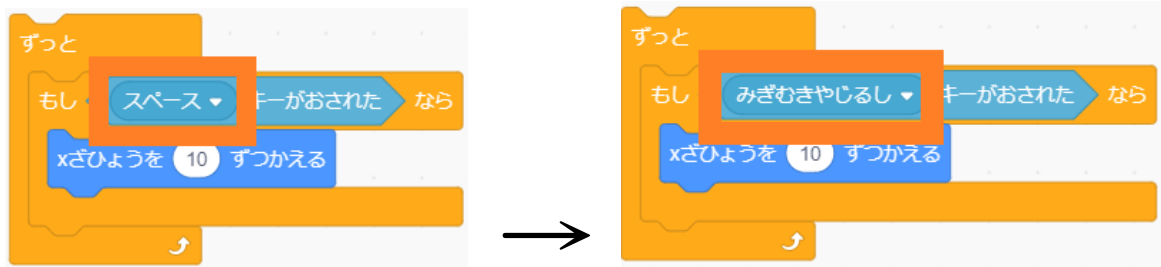 ずっと
もし スペース キーがおされた なら
xざひょうを 10 ずつかえる
ずっと
もし みぎむきやじるし キーがおされた なら
xざひょうを 10 ずつかえる